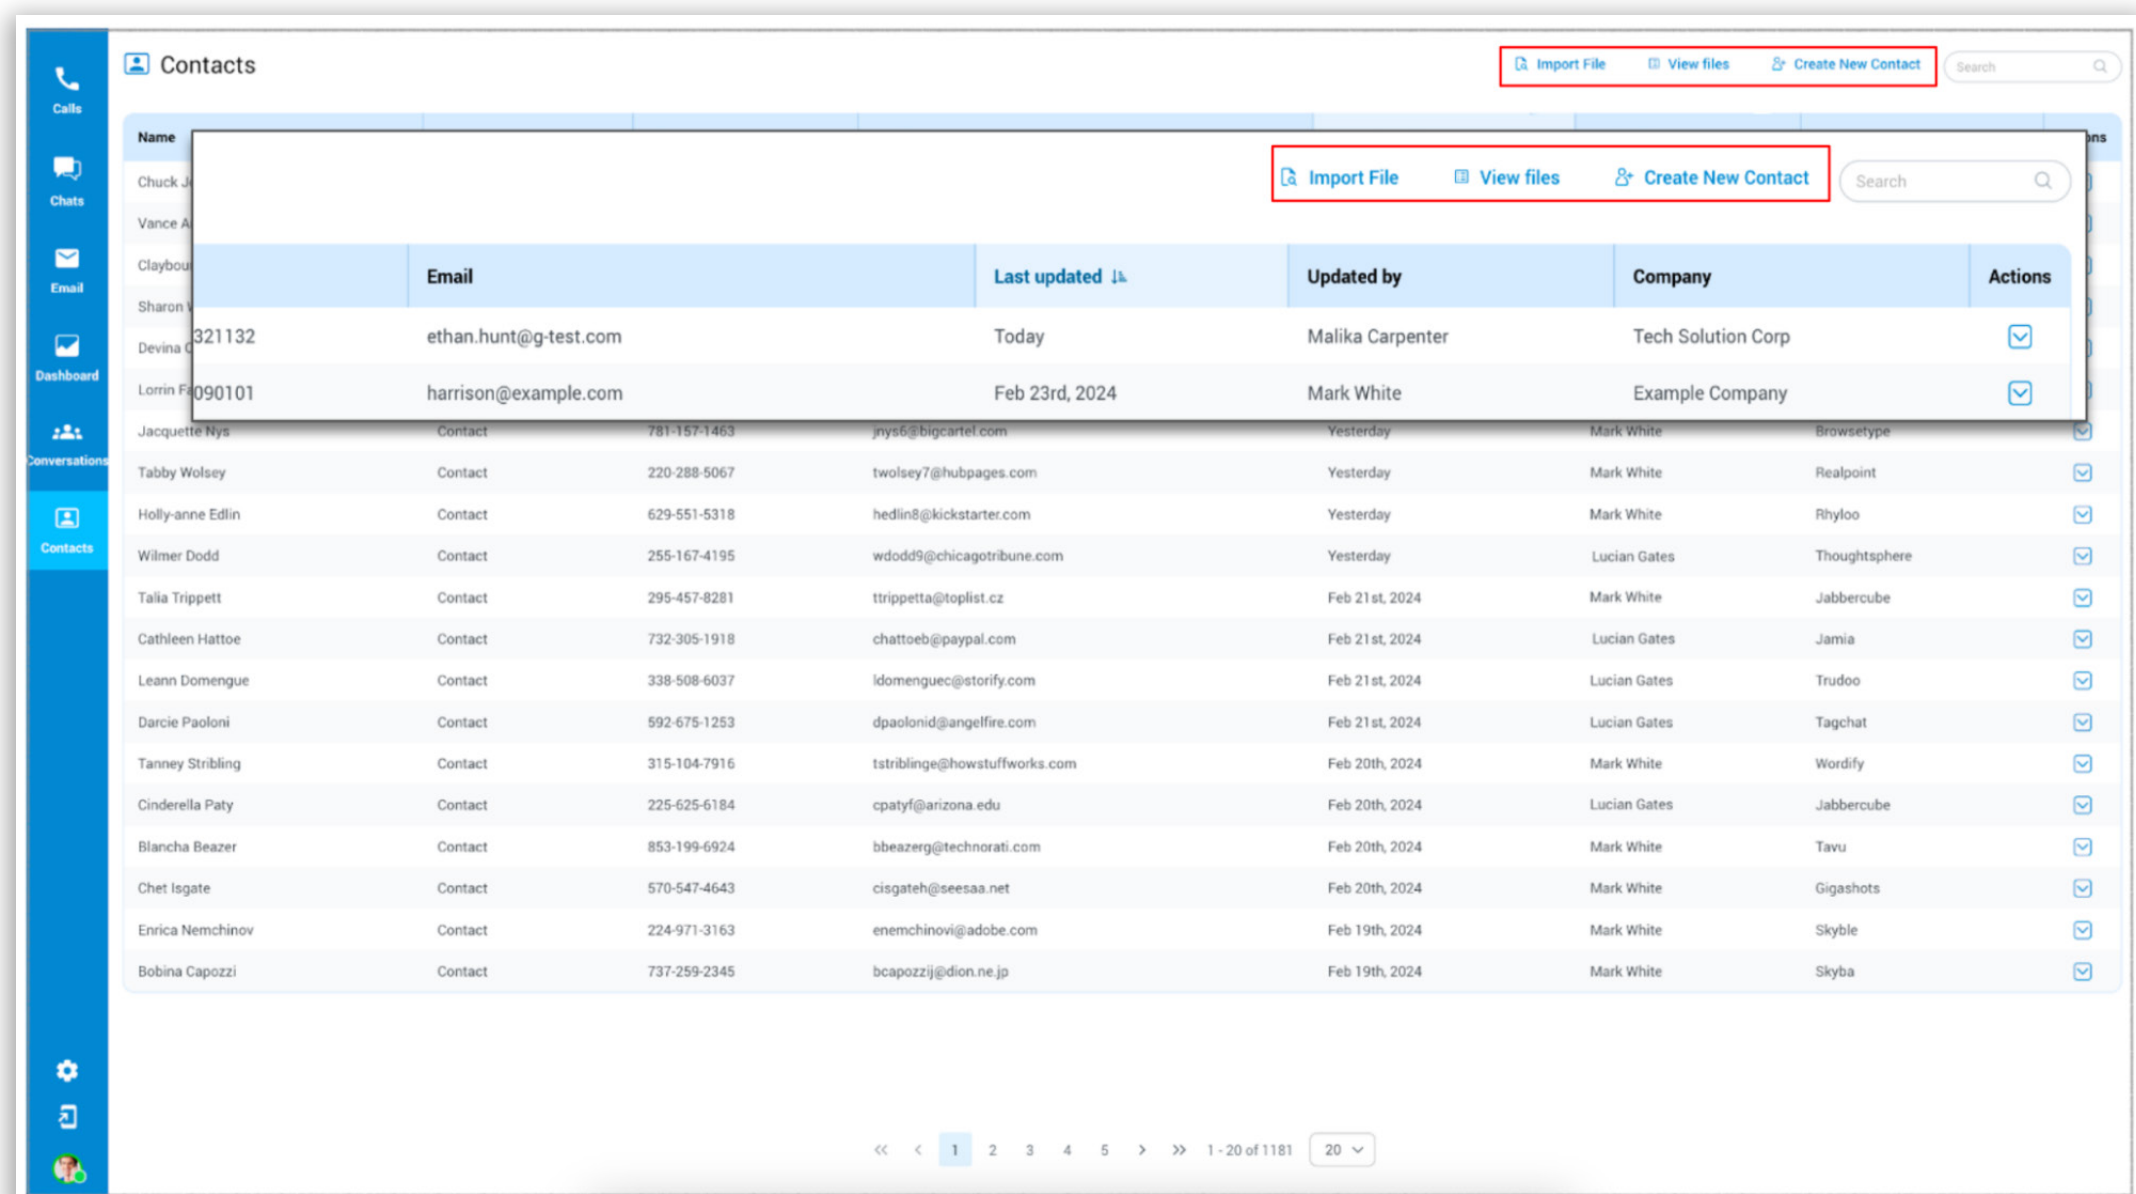 Contacts
Import File View files Create New Contact Search
Calls
Chats
Email
Dashboard
Conversations
Contacts
Name
Chuck
Vance
Sharon
Devina
Lorrin
Import File View files Create New Contact Search
Email Last updated Updated by Company Actions
321132 ethan.hunt@g-test.com Today Malika Carpenter Tech Solution Corp
090101 harrison@example.com Feb 23rd, 2024 Mark White Example Company
Jacquette Nys Contact 781-157-1463 jnys6@bigcartel.com Yesterday Mark White Browsetype
Tabby Wolsey Contact 220-288-5067 twolsey7@hubpages.com Yesterday Mark White Realpoint
Holly-anne Edlin Contact 629-551-5318 hedlin8@kickstarter.com Yesterday Mark White Rhyloo
Wilmer Dodd Contact 255-167-4195 wdodd9@chicagotribune.com Yesterday Lucian Gates Thoughtsphere
Talia Trippett Contact 295-457-8281 ttrippetta@toplist.cz Feb 21st, 2024 Mark White Jabbercube
Cathleen Hattoe Contact 732-305-1918 chattoeb@paypal.com Feb 21st, 2024 Lucian Gates Jamia
Leann Domengue Contact 338-508-6037 ldomenguec@storify.com Feb 21st, 2024 Lucian Gates Trudoo
Darcie Paoloni Contact 592-675-1253 dpaolonid@angelfire.com Feb 21st, 2024 Lucian Gates Tagchat
Tanney Stribling Contact 315-104-7916 tstriblinge@howstuffworks.com Feb 20th, 2024 Mark White Wordify
Cinderella Paty Contact 225-625-6184 cpatyf@arizona.edu Feb 20th, 2024 Lucian Gates Jabbercube
Blancha Beazer Contact 853-199-6924 bbeazerg@technorati.com Feb 20th, 2024 Mark White Tavu
Chet Isgate Contact 570-547-4643 cisgateh@seesaa.net Feb 20th, 2024 Mark White Gigashots
Enrica Nemchinov Contact 224-971-3163 enemchinovi@adobe.com Feb 19th, 2024 Mark White Skyble
Bobina Capozzi Contact 737-259-2345 bcapozzij@dion.ne.jp Feb 19th, 2024 Mark White Skyba
1 2 3 4 5 1 - 20 of 1181 20